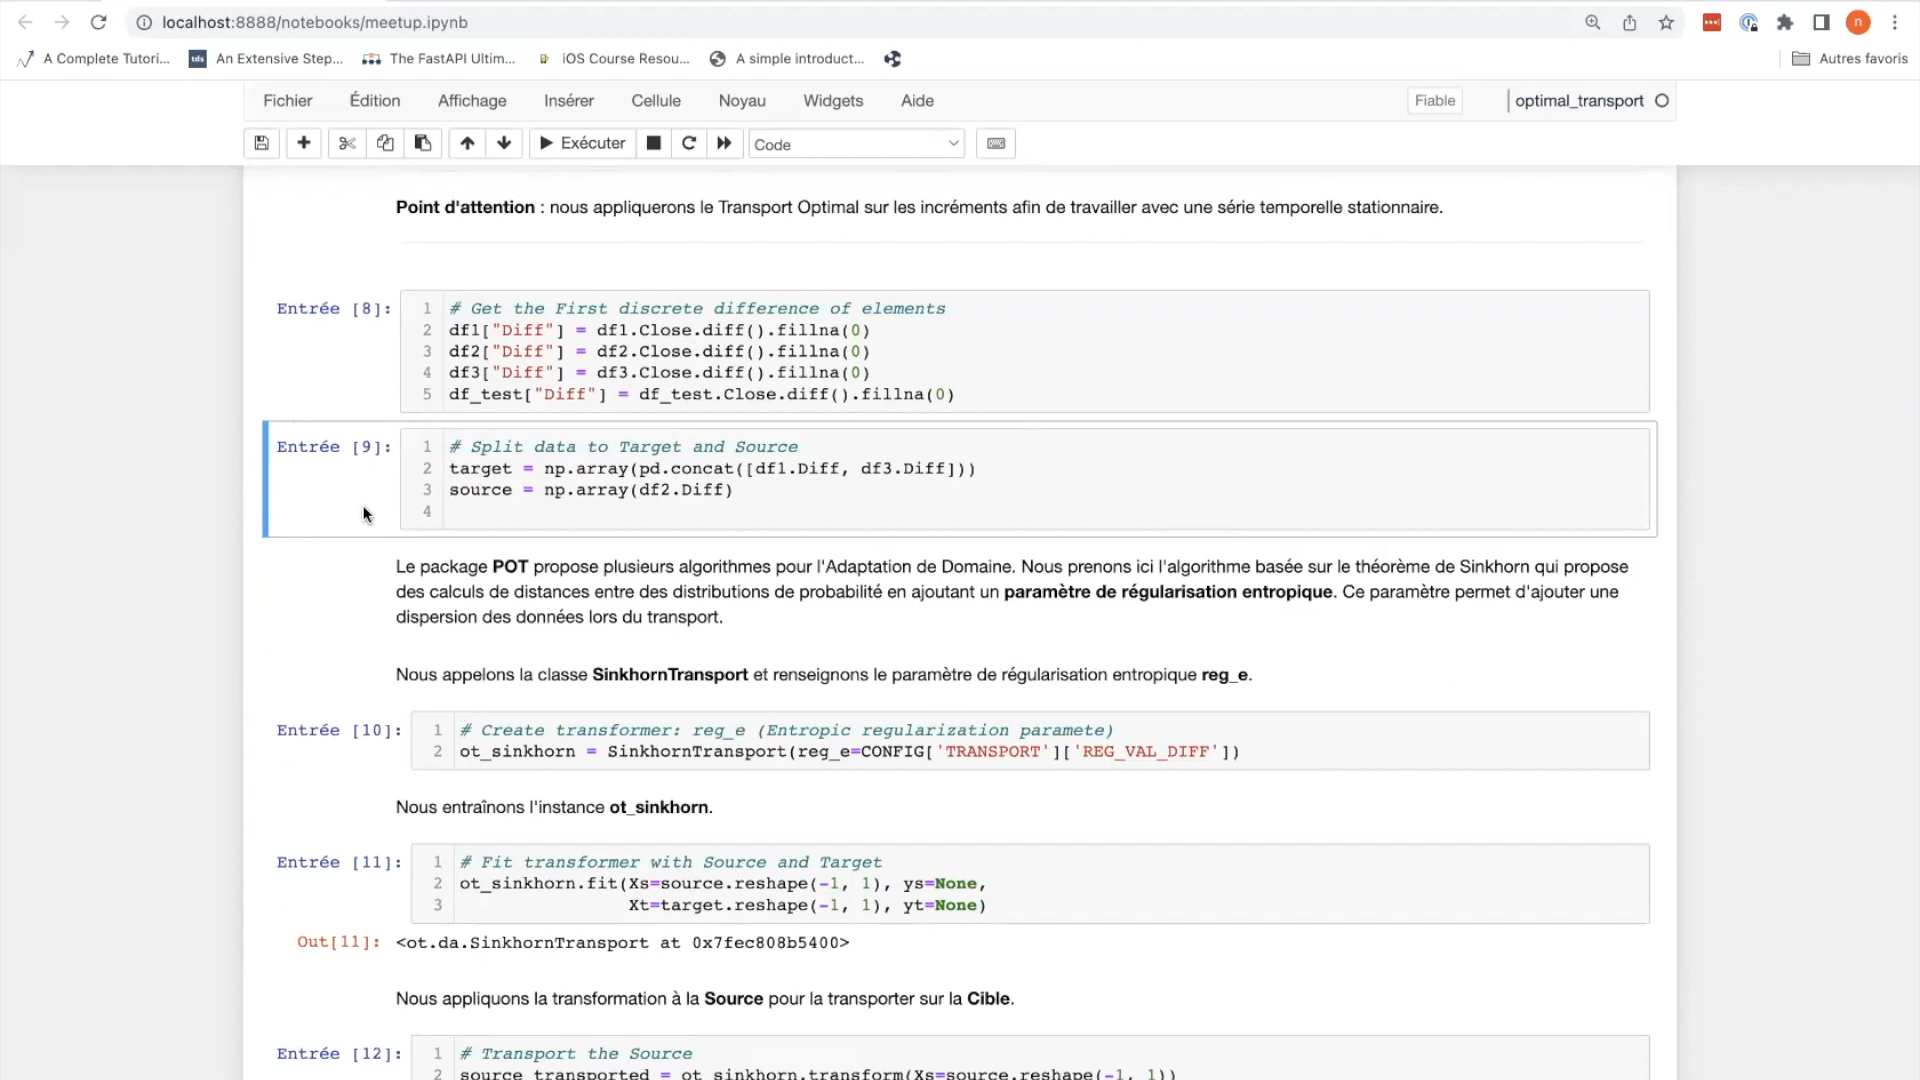 localhost:8888/notebooks/meetup.ipynb
n
A Complete Tutori...
tds
An Extensive Step...
The FastAPI Ultim...
iOS Course Resou...
A simple introduct...
Autres favoris
Fichier Édition Affichage Insérer Cellule Noyau Widgets Aide
Fiable
optimal_transport
Exécuter
Code
Point d'attention : nous appliquerons le Transport Optimal sur les incréments afin de travailler avec une série temporelle stationnaire.
Entrée [8]:
1 # Get the First discrete difference of elements
2 df1["Diff"] = df1.Close.diff().fillna(0)
3 df2["Diff"] = df2.Close.diff().fillna(0)
4 df3["Diff"] = df3.Close.diff().fillna(0)
5 df_test["Diff"] = df_test.Close.diff().fillna(0)
Entrée [9]:
1 # Split data to Target and Source
2 target = np.array(pd.concat([df1.Diff, df3.Diff]))
3 source = np.array(df2.Diff)
4
Le package POT propose plusieurs algorithmes pour l'Adaptation de Domaine. Nous prenons ici l'algorithme basée sur le théorème de Sinkhorn qui propose
des calculs de distances entre des distributions de probabilité en ajoutant un paramètre de régularisation entropique. Ce paramètre permet d'ajouter une
dispersion des données lors du transport.
Nous appelons la classe SinkhornTransport et renseignons le paramètre de régularisation entropique reg_e.
Entrée [10]:
1 # Create transformer: reg_e (Entropic regularization paramete)
2 ot_sinkhorn = SinkhornTransport(reg_e=CONFIG['TRANSPORT']['REG_VAL_DIFF'])
Nous entraînons l'instance ot_sinkhorn.
Entrée [11]:
1 # Fit transformer with Source and Target
2 ot_sinkhorn.fit(Xs=source.reshape(-1, 1), ys=None,
3 Xt=target.reshape(-1, 1), yt=None)
Out[11]: <ot.da.SinkhornTransport at 0x7fec808b5400>
Nous appliquons la transformation à la Source pour la transporter sur la Cible.
Entrée [12]:
1 # Transport the Source
2 source_transported = ot_sinkhorn.transform(Xs=source.reshape(-1, 1))